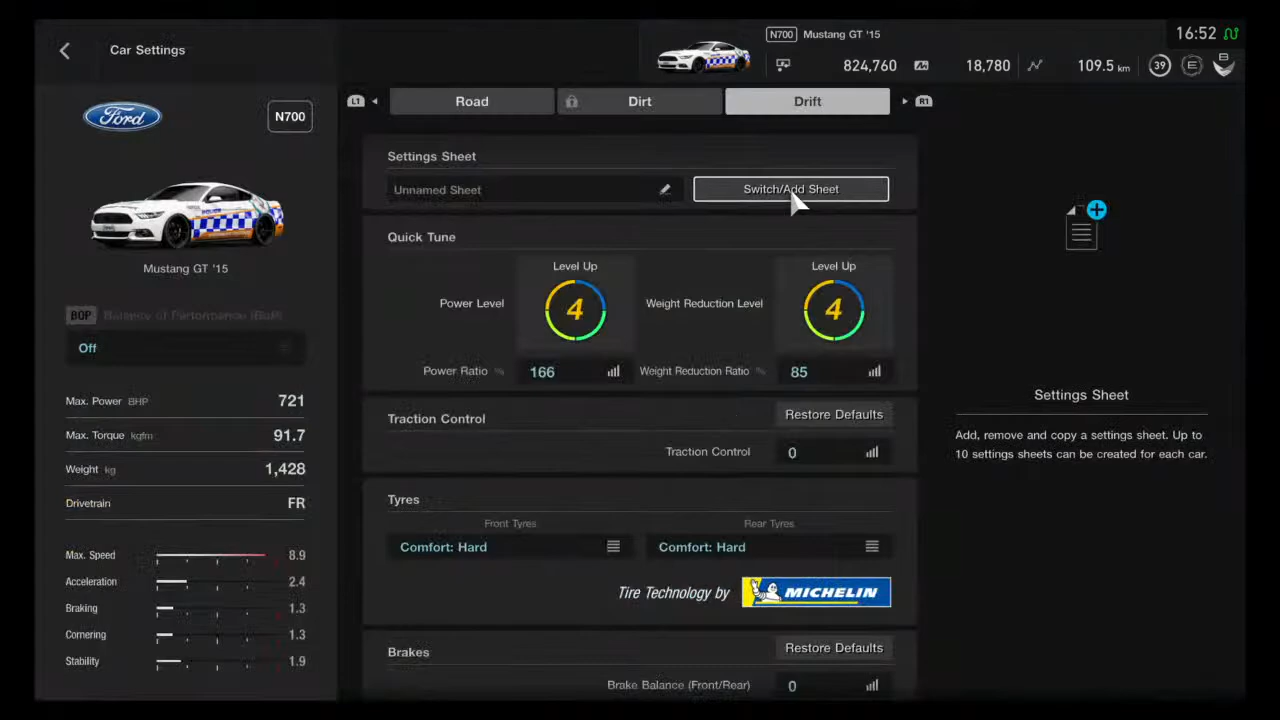 Car Settings
N700 Mustang GT '15
16:52
824,760
18,780
109.5 km
39
E
B
Ford
N700
Mustang GT '15
BOP Balance of Performance (BoP)
Off
Max. Power BHP 721
Max. Torque kgfm 91.7
Weight kg 1,428
Drivetrain FR
Max. Speed 8.9
Acceleration 2.4
Braking 1.3
Cornering 1.3
Stability 1.9
L1 Road Dirt Drift R1
Settings Sheet
Unnamed Sheet Switch/Add Sheet
Quick Tune
Level Up Level Up
Power Level 4 Weight Reduction Level 4
Power Ratio % 166 Weight Reduction Ratio % 85
Traction Control Restore Defaults
Traction Control 0
Tyres
Front Tyres Rear Tyres
Comfort: Hard Comfort: Hard
Tire Technology by MICHELIN
Brakes Restore Defaults
Brake Balance (Front/Rear) 0
Settings Sheet
Add, remove and copy a settings sheet. Up to
10 settings sheets can be created for each car.